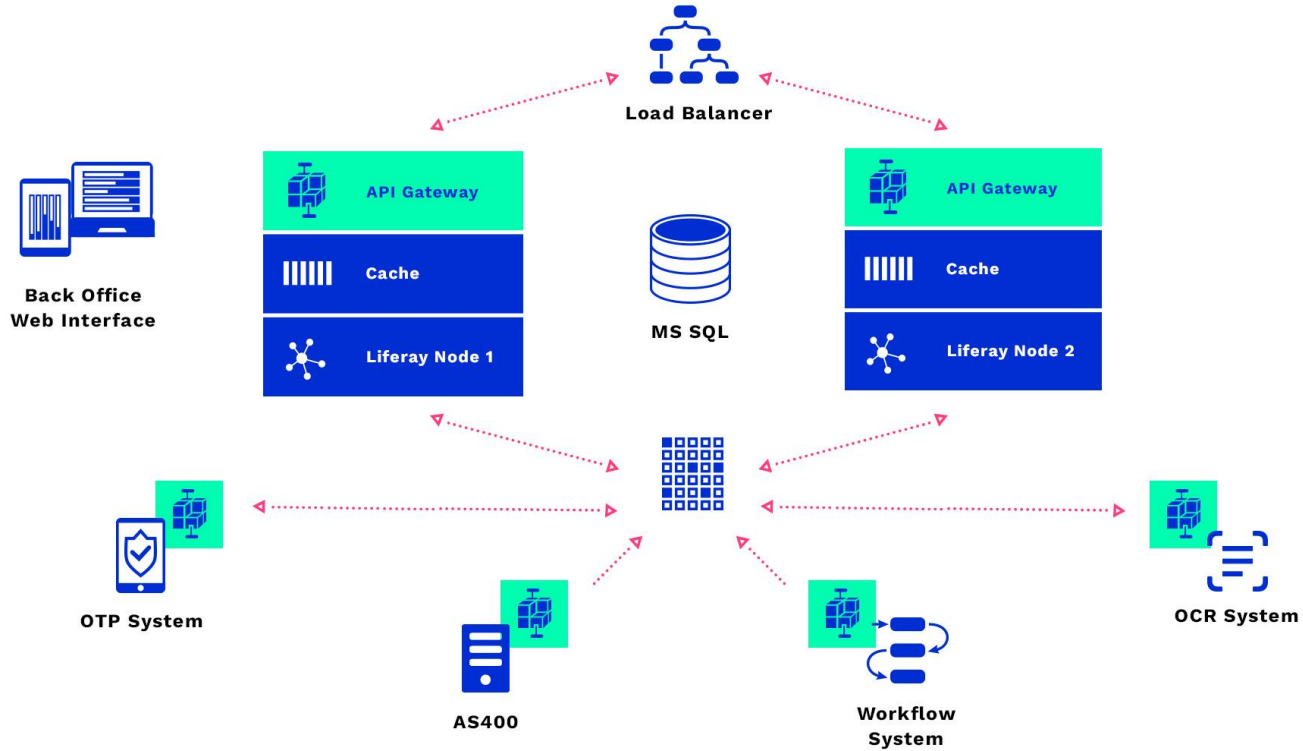 Load Balancer
API Gateway
Cache
Liferay Node 1
API Gateway
Cache
Liferay Node 2
Back Office
Web Interface
MS SQL
OTP System
OCR System
AS400
Workflow
System